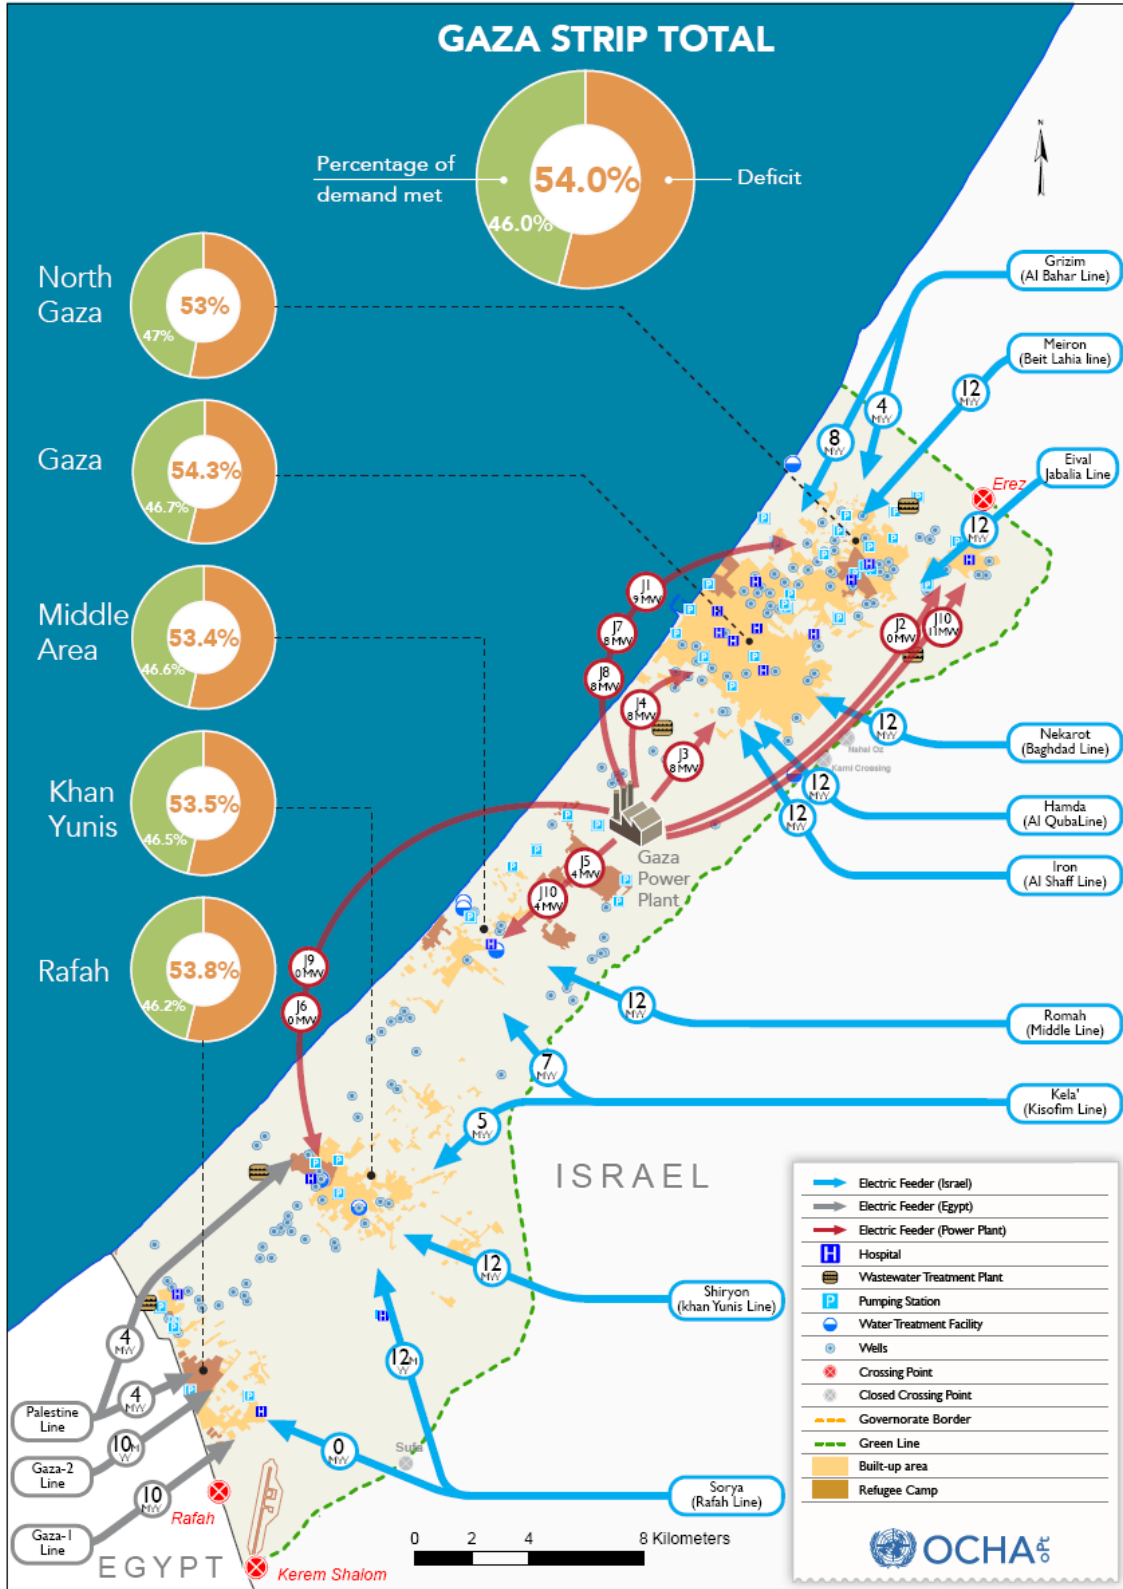 GAZA STRIP TOTAL
Percentage of
demand met
54.0%
46.0%
Deficit
N
North
Gaza
53%
47%
Gaza
54.3%
46.7%
Middle
Area
53.4%
46.6%
Khan
Yunis
53.5%
46.5%
Rafah
53.8%
46.2%
Grizim
(Al Bahar Line)
8
MW
4
MW
Meiron
(Beit Lahia line)
12
MW
Eival
Jabalia Line
12
MW
Erez
J1
9 MW
J7
8 MW
J8
8 MW
J4
8 MW
J3
8 MW
J2
0 MW
J10
11 MW
Nekarot
(Baghdad Line)
12
MW
Nahal Oz
Karni Crossing
Hamda
(Al QubaLine)
12
MW
Iron
(Al Shaff Line)
12
MW
Gaza
Power
Plant
J5
4 MW
J10
4 MW
J9
0 MW
J6
0 MW
Romah
(Middle Line)
12
MW
Kela'
(Kisofim Line)
7
MW
5
MW
ISRAEL
Shiryon
(khan Yunis Line)
12
MW
Sorya
(Rafah Line)
12 M
W
0
MW
Sufa
Palestine
Line
4
MW
4
MW
Gaza-2
Line
10 M
W
Gaza-1
Line
10
MW
Rafah
EGYPT
Kerem Shalom
0 2 4 8 Kilometers
Electric Feeder (Israel)
Electric Feeder (Egypt)
Electric Feeder (Power Plant)
H Hospital
Wastewater Treatment Plant
P Pumping Station
Water Treatment Facility
Wells
Crossing Point
Closed Crossing Point
Governorate Border
Green Line
Built-up area
Refugee Camp
OCHA oPt